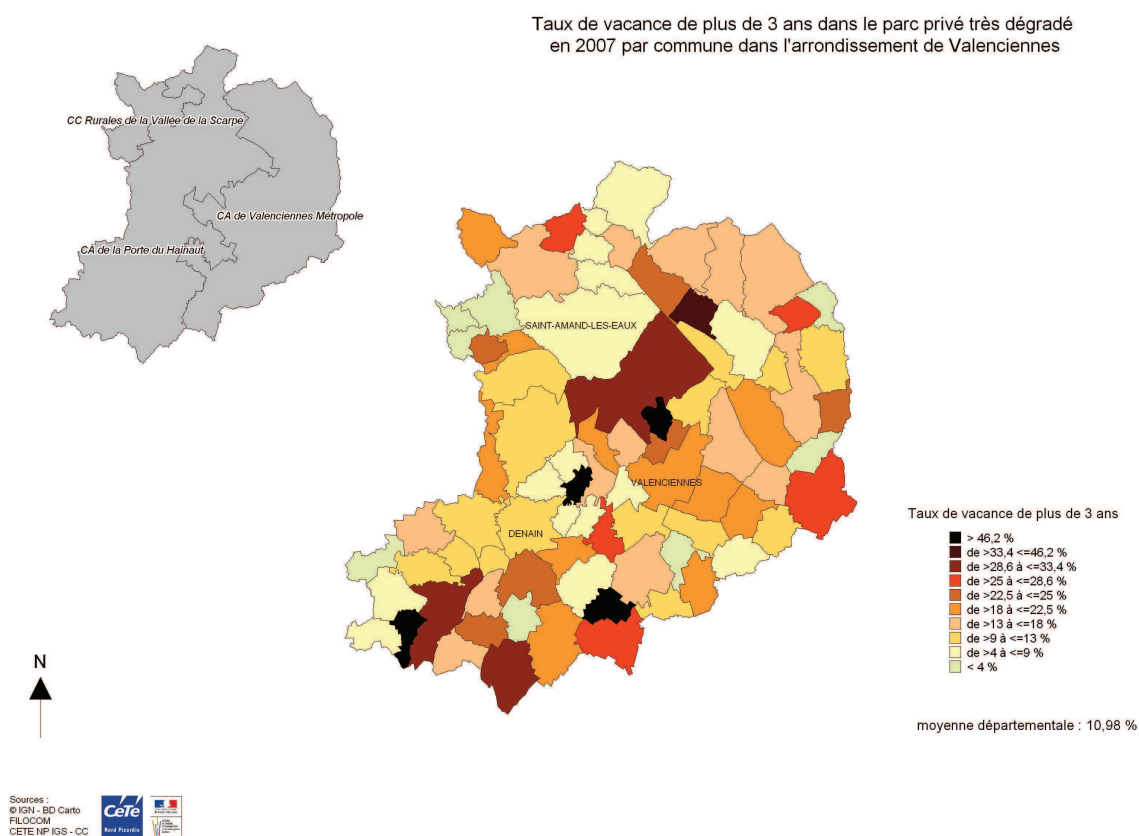 Taux de vacance de plus de 3 ans dans le parc privé très dégradé
en 2007 par commune dans l'arrondissement de Valenciennes
CC Rurales de la Vallée de la Scarpe
CA de Valenciennes Métropole
CA de la Porte du Hainaut
SAINT-AMAND-LES-EAUX
VALENCIENNES
DENAIN
Taux de vacance de plus de 3 ans
> 46,2 %
de >33,4 <=46,2 %
de >28,6 à <=33,4 %
de >25 à <=28,6 %
de >22,5 à <=25 %
de >18 à <=22,5 %
de >13 à <=18 %
de >9 à <=13 %
de >4 à <=9 %
< 4 %
N
moyenne départementale : 10,98 %
Sources :
© IGN - BD Carto
FILOCOM
CETE NP IGS - CC
CeTe
Nord Picardie